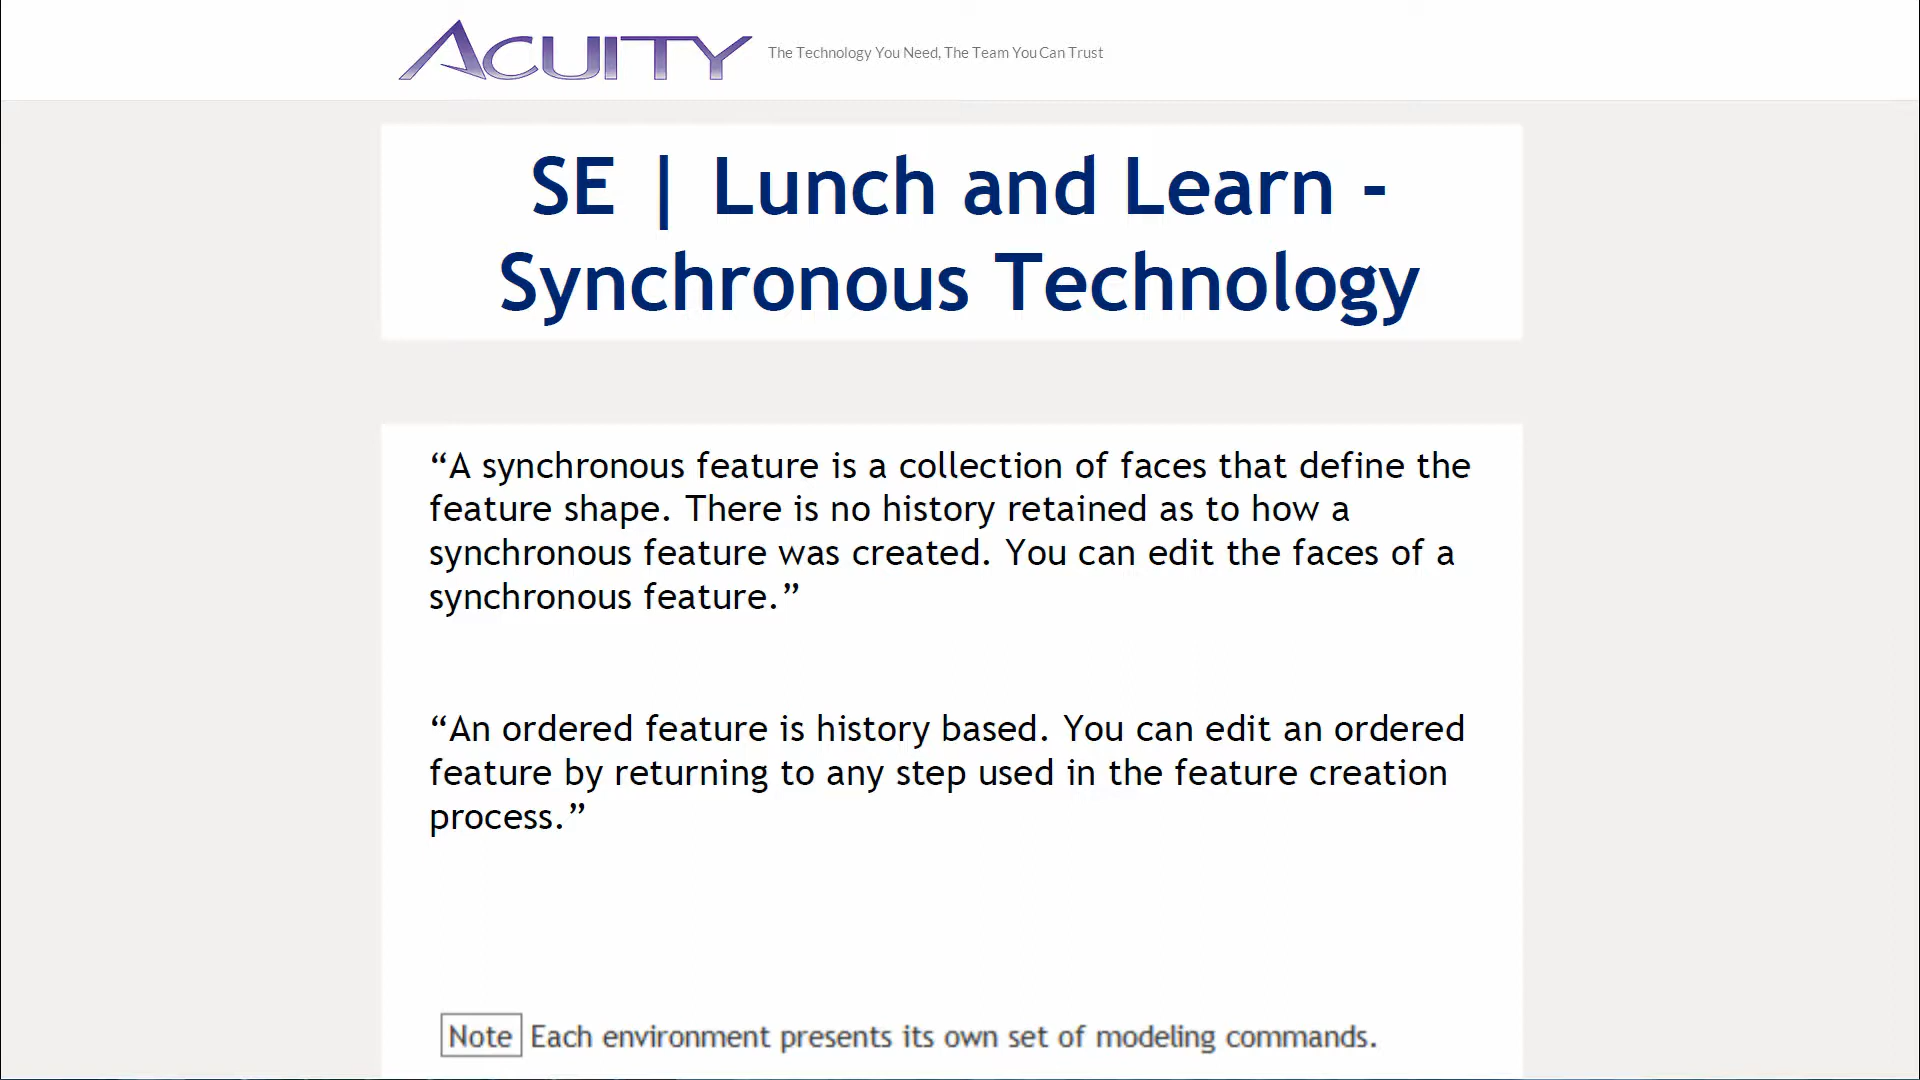 ACUITY The Technology You Need, The Team You Can Trust
SE | Lunch and Learn -
Synchronous Technology
“A synchronous feature is a collection of faces that define the
feature shape. There is no history retained as to how a
synchronous feature was created. You can edit the faces of a
synchronous feature.”
“An ordered feature is history based. You can edit an ordered
feature by returning to any step used in the feature creation
process.”
Note Each environment presents its own set of modeling commands.